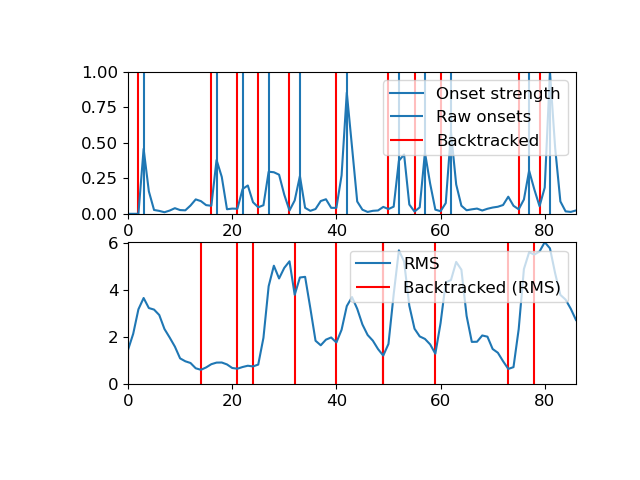 1.00
0.75
0.50
0.25
0.00
Onset strength
Raw onsets
Backtracked
0 20 40 60 80
6
4
2
0
RMS
Backtracked (RMS)
0 20 40 60 80